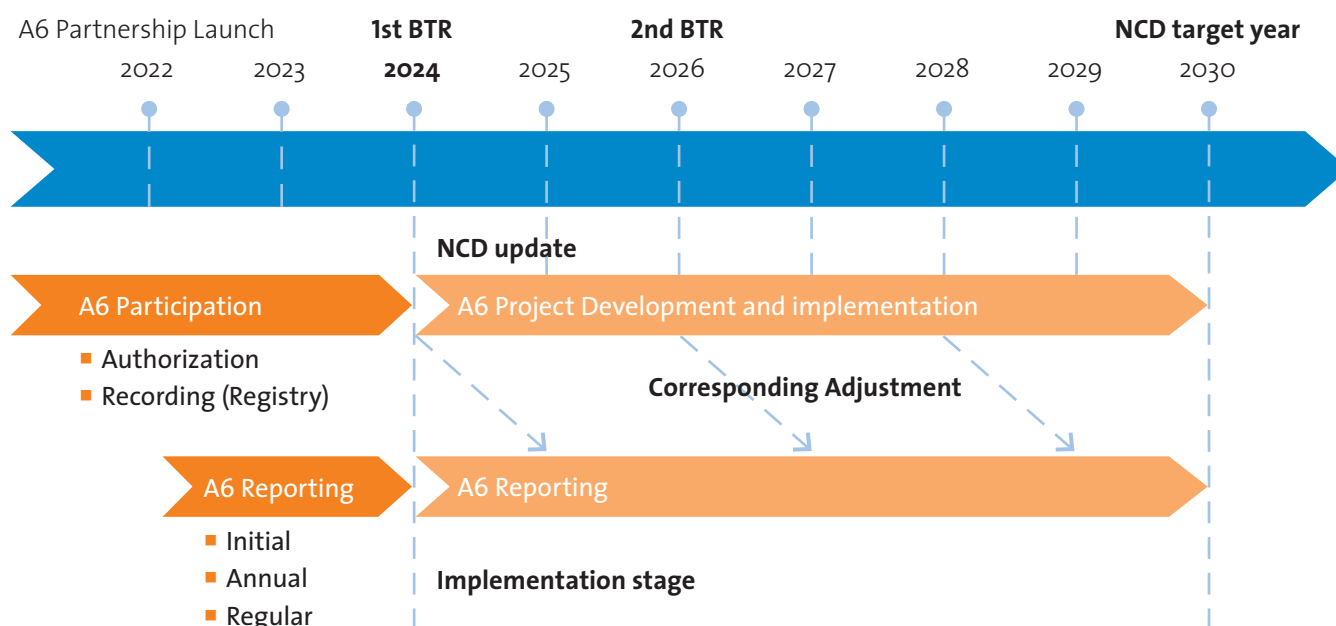 A6 Partnership Launch 1st BTR 2nd BTR NCD target year
2022 2023 2024 2025 2026 2027 2028 2029 2030
NCD update
A6 Participation A6 Project Development and implementation
Authorization
Recording (Registry)
Corresponding Adjustment
A6 Reporting A6 Reporting
Initial
Annual
Implementation stage
Regular